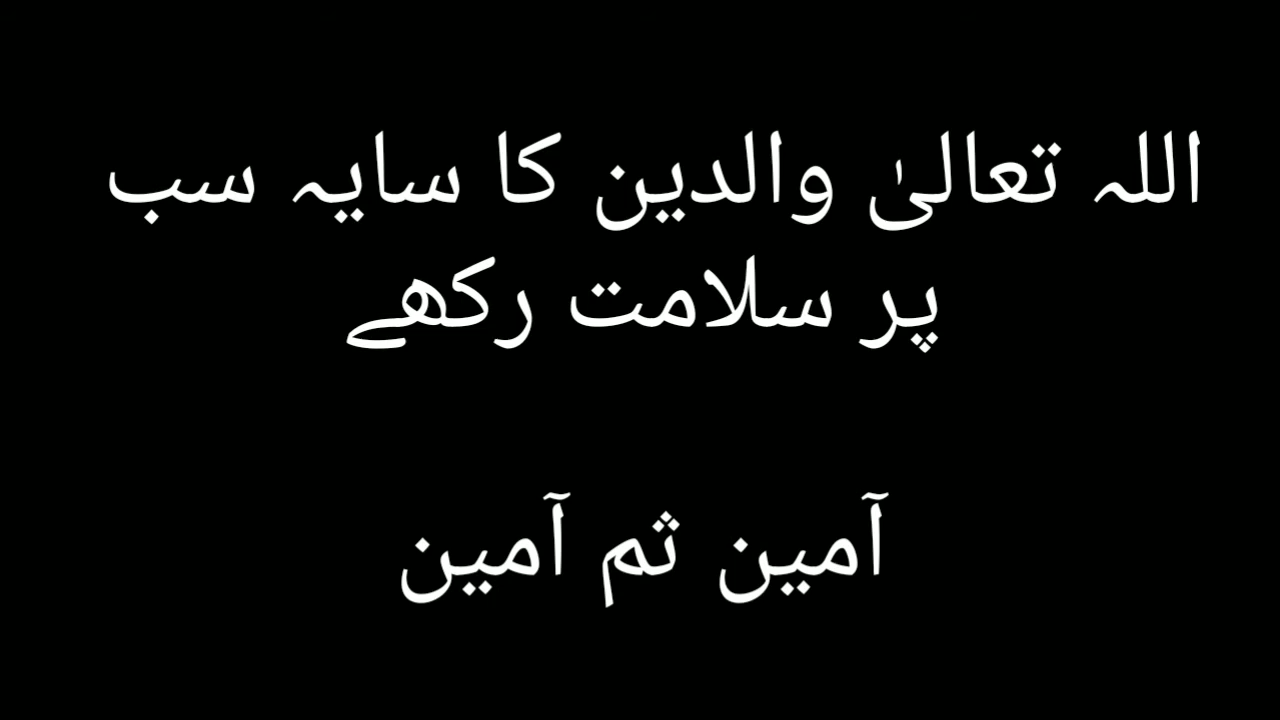 اللہ تعالیٰ والدین کا سایہ سب
پر سلامت رکھے
آمین ثم آمین